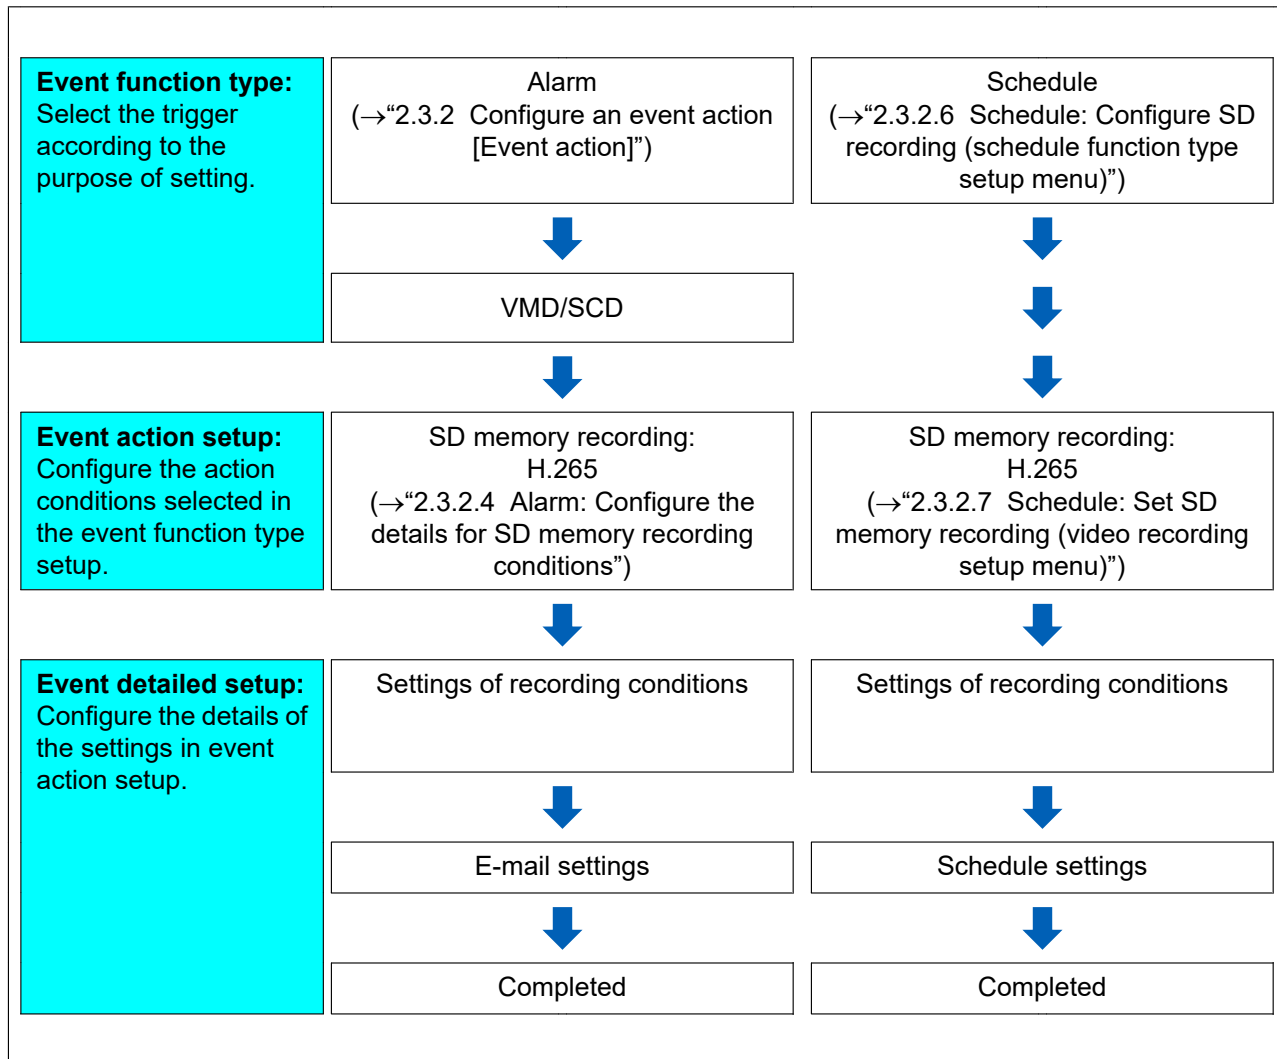 Event function type:
Select the trigger
according to the
purpose of setting.
Alarm
(→“2.3.2  Configure an event action
[Event action]”)
Schedule
(→“2.3.2.6  Schedule: Configure SD
recording (schedule function type
setup menu)”)
VMD/SCD
Event action setup:
Configure the action
conditions selected in
the event function type
setup.
SD memory recording:
H.265
(→“2.3.2.4  Alarm: Configure the
details for SD memory recording
conditions”)
SD memory recording:
H.265
(→“2.3.2.7  Schedule: Set SD
memory recording (video recording
setup menu)”)
Event detailed setup:
Configure the details of
the settings in event
action setup.
Settings of recording conditions
Settings of recording conditions
E-mail settings
Schedule settings
Completed
Completed